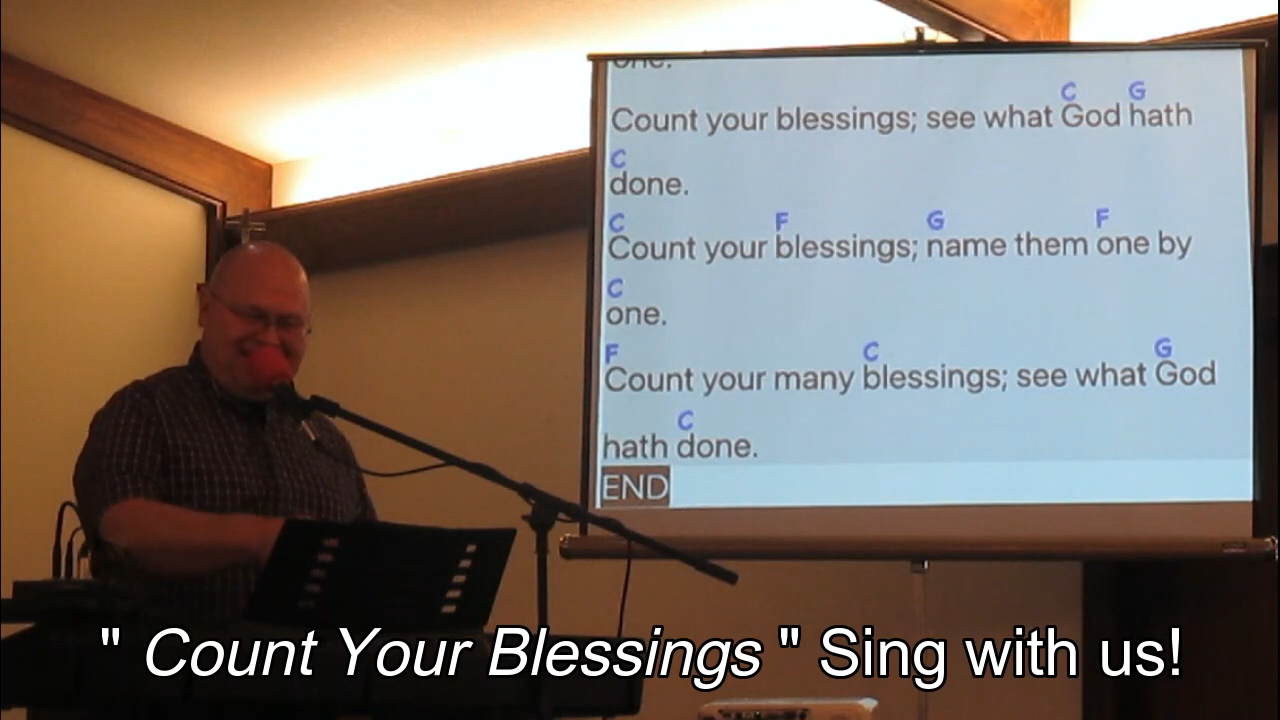 one.
C G
Count your blessings; see what God hath
C
done.
C F G F
Count your blessings; name them one by
C
one.
F C G
Count your many blessings; see what God
C
hath done.
END
" Count Your Blessings " Sing with us!